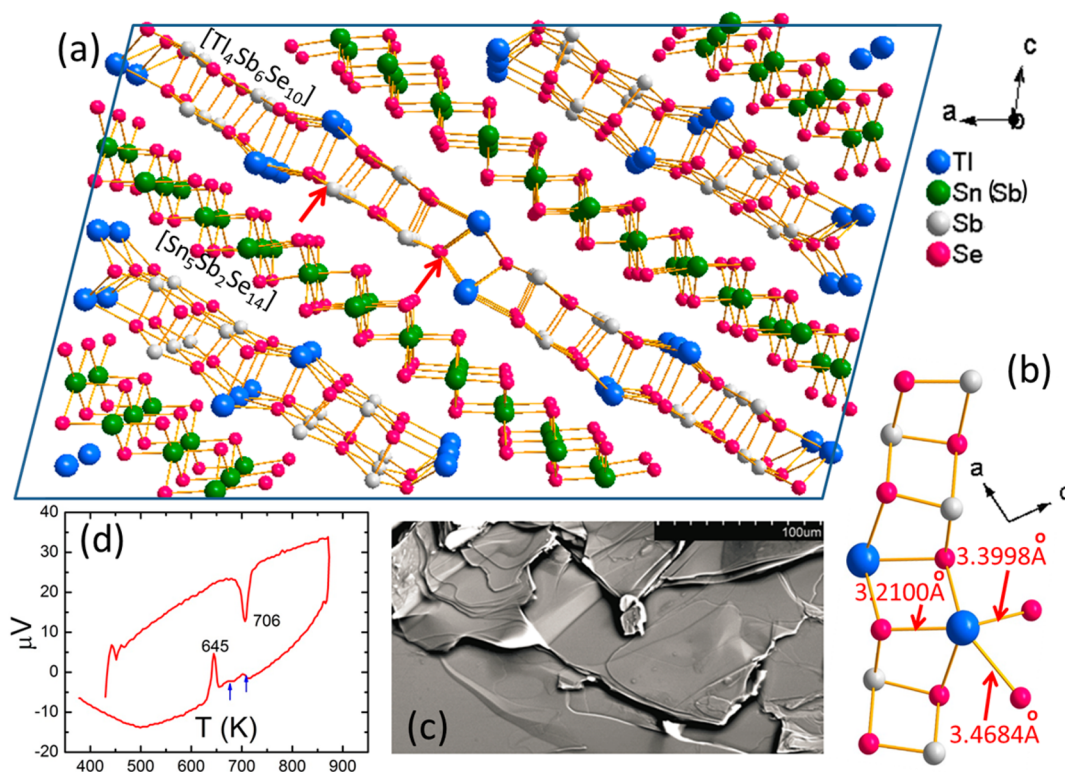 (a)
[Tl4Sb6Se10]
[Sn5Sb2Se14]
c
a
b
Tl
Sn (Sb)
Sb
Se
(b)
a
c
3.3998Å
3.2100Å
3.4684Å
(d)
40
30
20
10
0
-10
-20
μV
706
645
T (K)
400 500 600 700 800 900
100um
(c)